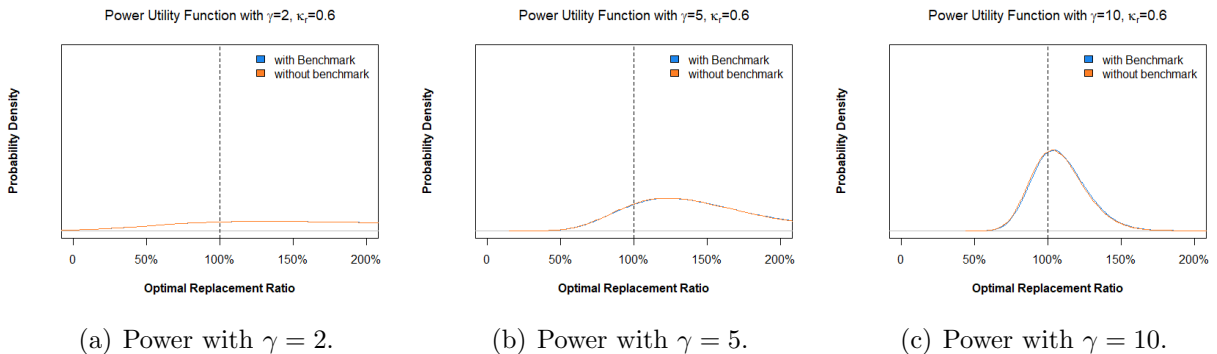 Power Utility Function with γ=2, κr=0.6
with Benchmark
without benchmark
Probability Density
0 50% 100% 150% 200%
Optimal Replacement Ratio
(a) Power with γ = 2.
Power Utility Function with γ=5, κr=0.6
with Benchmark
without benchmark
Probability Density
0 50% 100% 150% 200%
Optimal Replacement Ratio
(b) Power with γ = 5.
Power Utility Function with γ=10, κr=0.6
with Benchmark
without benchmark
Probability Density
0 50% 100% 150% 200%
Optimal Replacement Ratio
(c) Power with γ = 10.